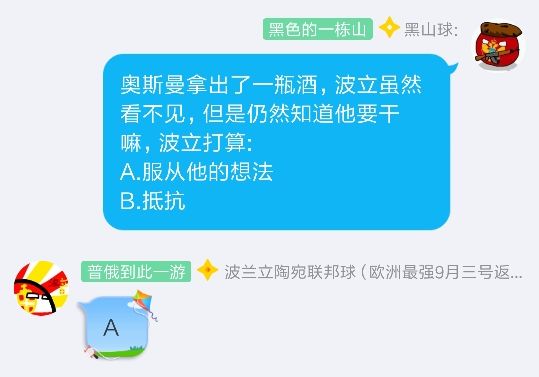 黑色的一栋山 黑山球:
奥斯曼拿出了一瓶酒，波立虽然
看不见，但是仍然知道他要干
嘛，波立打算:
A.服从他的想法
B.抵抗
普俄到此一游 波兰立陶宛联邦球（欧洲最强9月三号返...
A